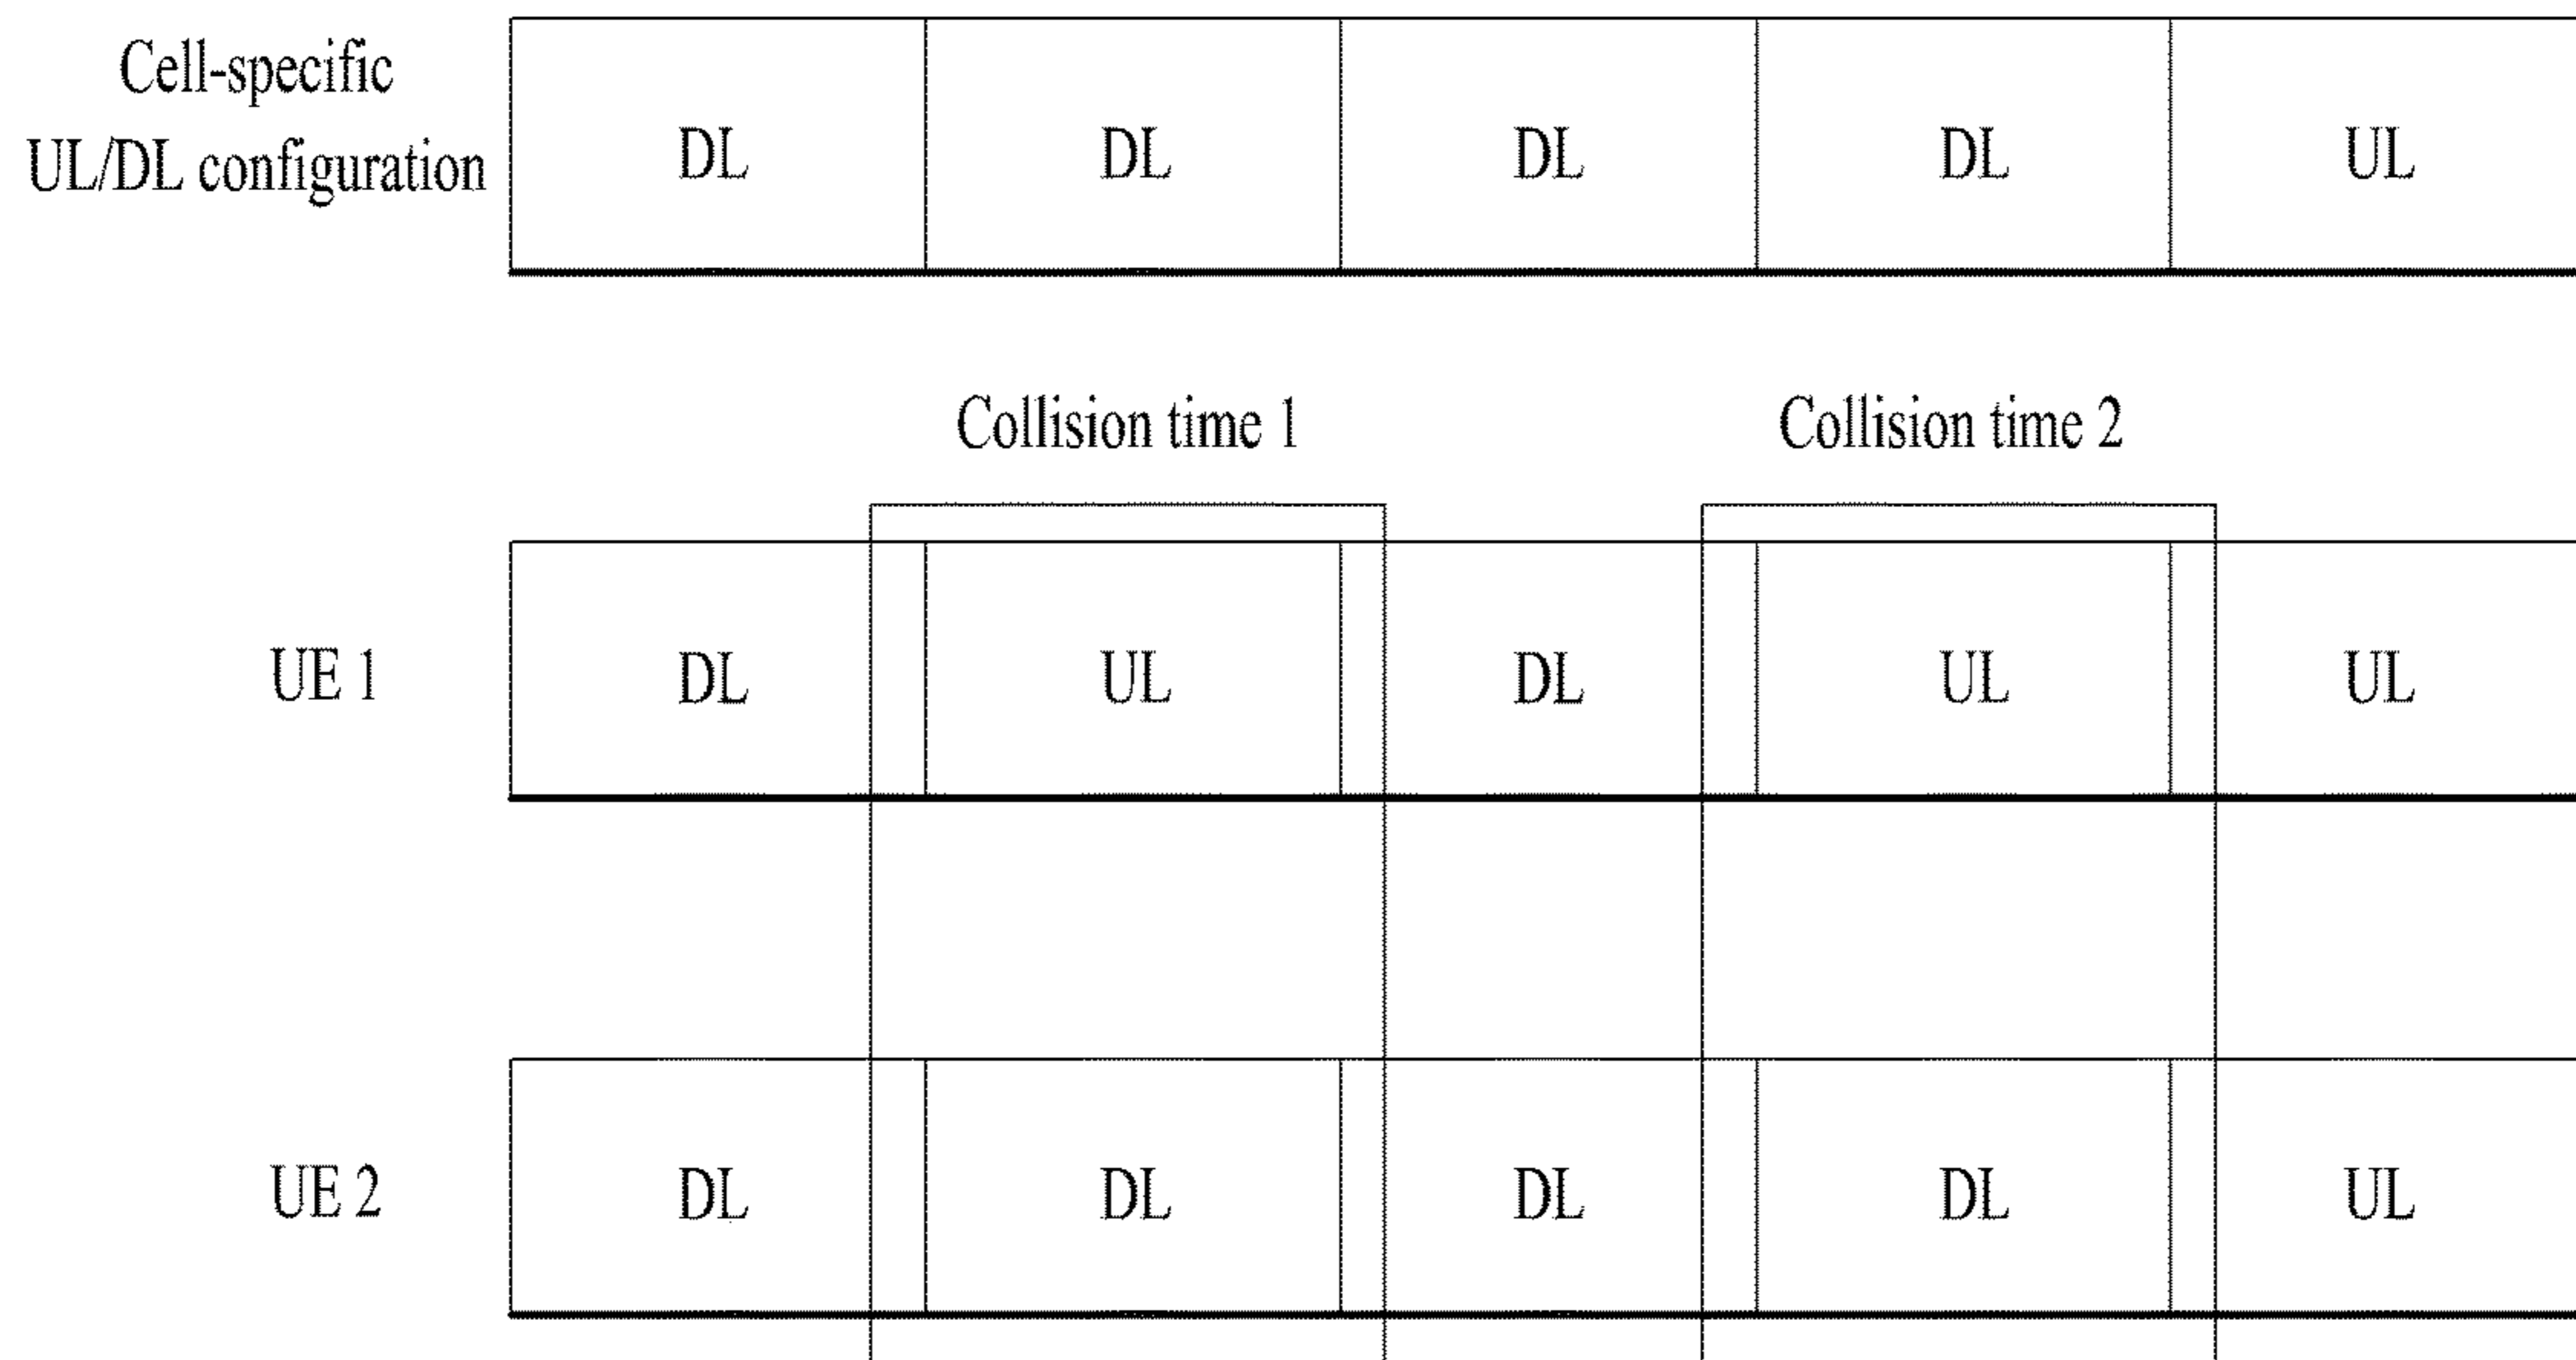 Cell-specific
UL/DL configuration
DL DL DL DL UL
Collision time 1 Collision time 2
UE 1 DL UL DL UL UL
UE 2 DL DL DL DL UL